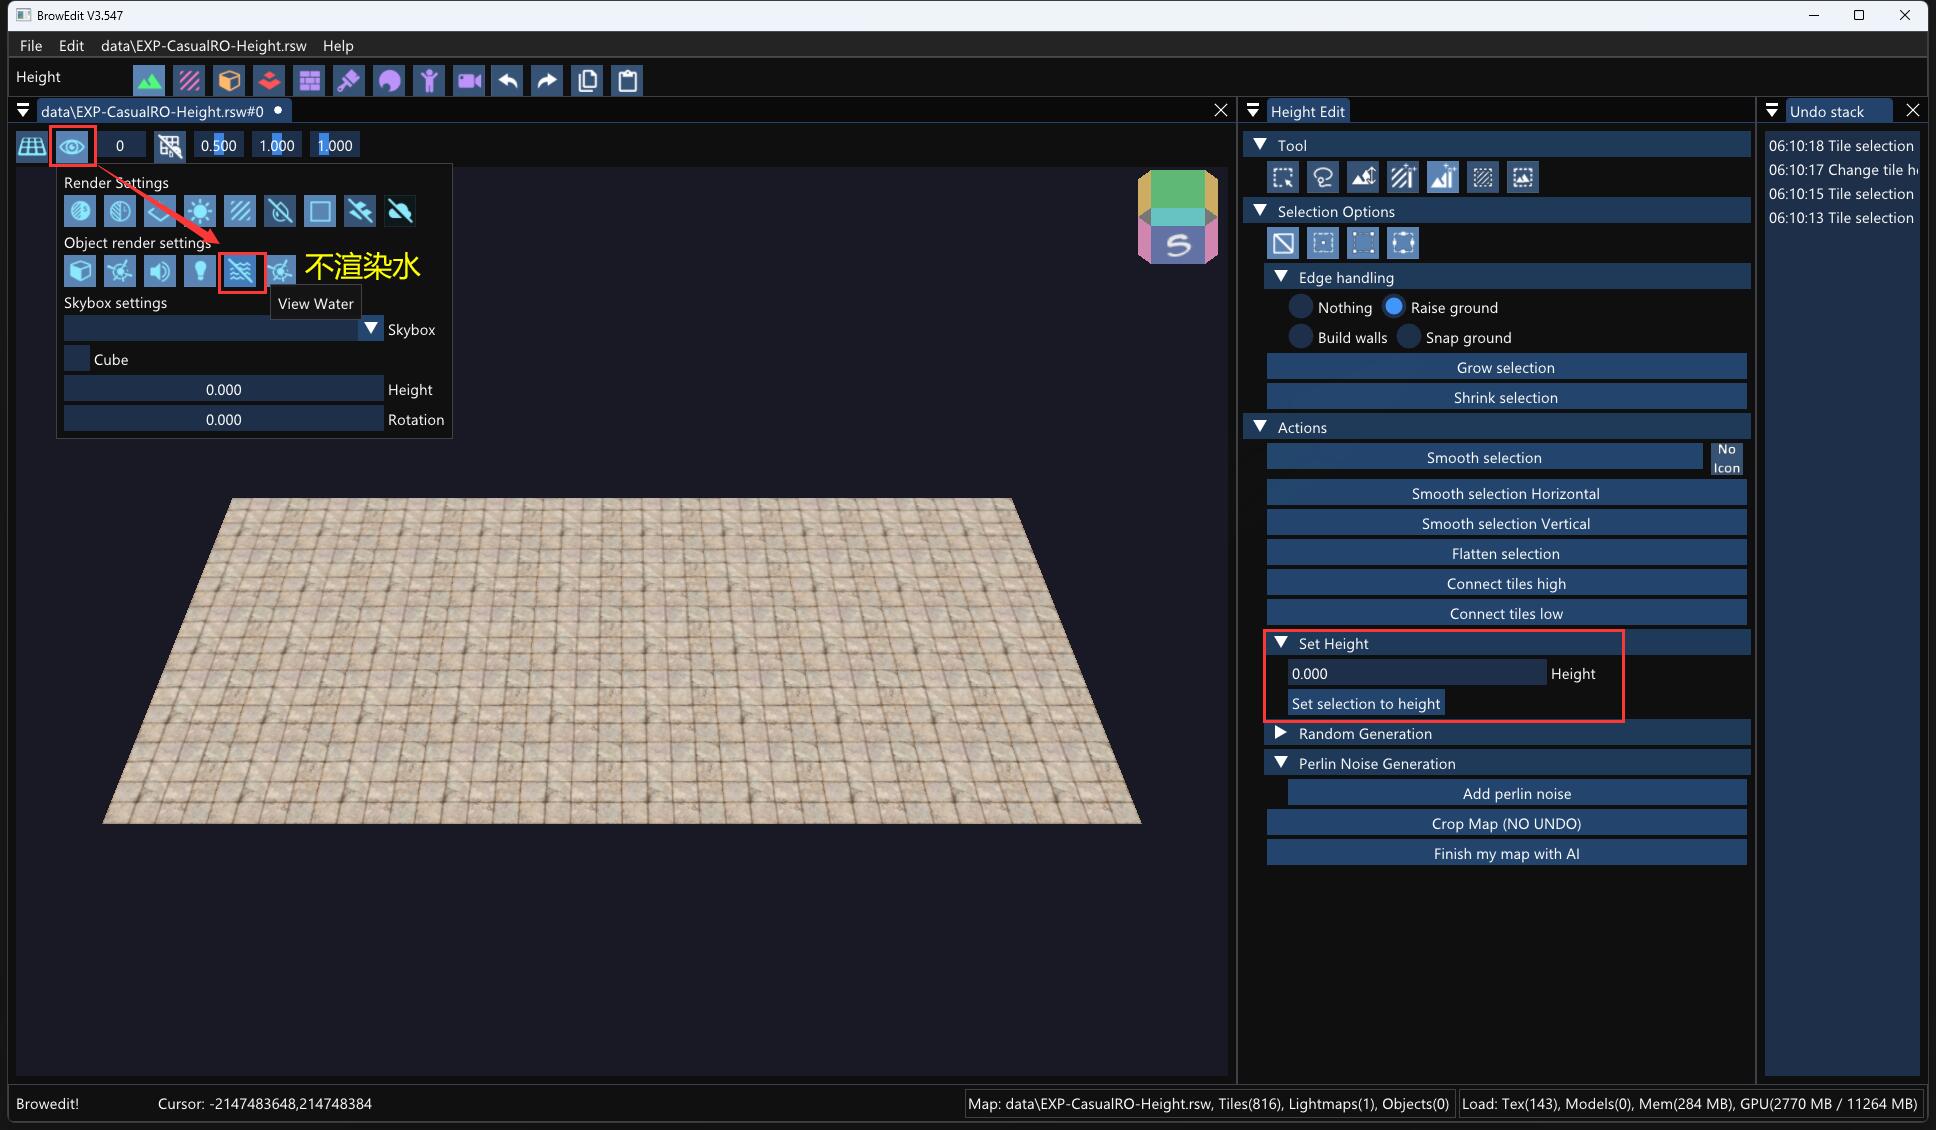 BrowEdit V3.547
File Edit data\EXP-CasualRO-Height.rsw Help
Height
data\EXP-CasualRO-Height.rsw#0
0 0.500 1.000 1.000
Render Settings
Object render settings
不渲染水
View Water
Skybox settings
Skybox
Cube
0.000 Height
0.000 Rotation
S
Height Edit
Tool
Selection Options
Edge handling
Nothing Raise ground
Build walls Snap ground
Grow selection
Shrink selection
Actions
Smooth selection No Icon
Smooth selection Horizontal
Smooth selection Vertical
Flatten selection
Connect tiles high
Connect tiles low
Set Height
0.000 Height
Set selection to height
Random Generation
Perlin Noise Generation
Add perlin noise
Crop Map (NO UNDO)
Finish my map with AI
Undo stack
06:10:18 Tile selection
06:10:17 Change tile h
06:10:15 Tile selection
06:10:13 Tile selection
Browedit! Cursor: -2147483648,214748384 Map: data\EXP-CasualRO-Height.rsw, Tiles(816), Lightmaps(1), Objects(0) Load: Tex(143), Models(0), Mem(284 MB), GPU(2770 MB / 11264 MB)